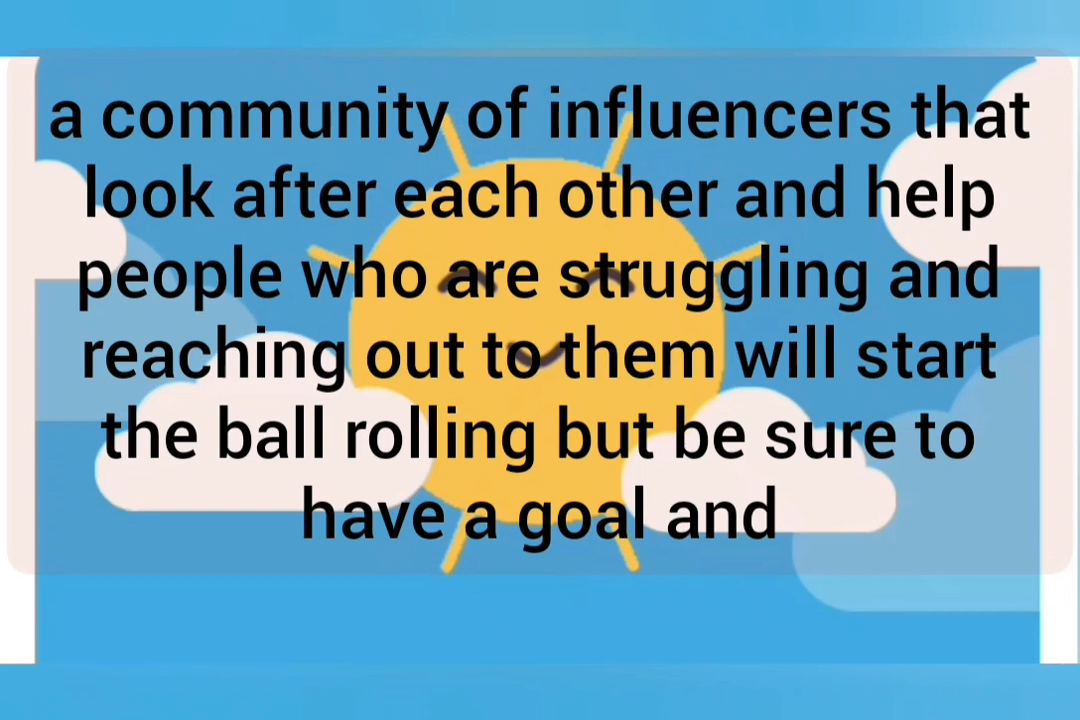 a community of influencers that
look after each other and help
people who are struggling and
reaching out to them will start
the ball rolling but be sure to
have a goal and